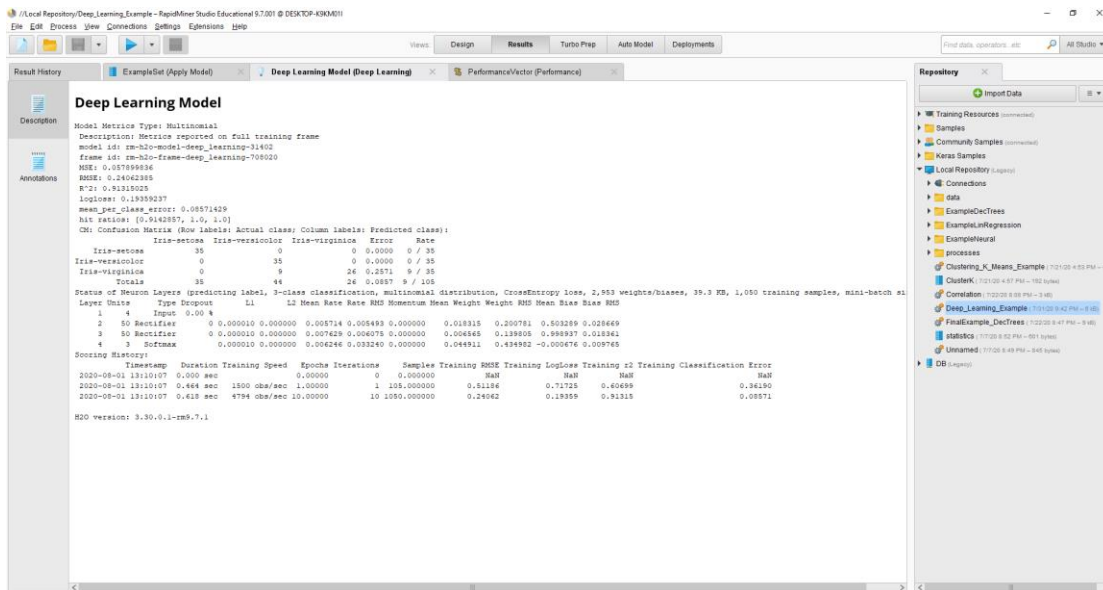 //Local Repository/Deep_Learning_Example – RapidMiner Studio Educational 9.7.001 @ DESKTOP-K9KM01I
File Edit Process View Connections Settings Extensions Help
Views: Design Results Turbo Prep Auto Model Deployments
Find data, operators...etc
All Studio
Result History
ExampleSet (Apply Model)
Deep Learning Model (Deep Learning)
PerformanceVector (Performance)
Description
Annotations
Deep Learning Model
Model Metrics Type: Multinomial
Description: Metrics reported on full training frame
model id: rm-h2o-model-deep_learning-31402
frame id: rm-h2o-frame-deep_learning-708020
MSE: 0.057899836
RMSE: 0.24062385
R^2: 0.91315025
logloss: 0.19359237
mean_per_class_error: 0.08571429
hit ratios: [0.9142857, 1.0, 1.0]
CM: Confusion Matrix (Row labels: Actual class; Column labels: Predicted class):
Iris-setosa Iris-versicolor Iris-virginica Error Rate
Iris-setosa 35 0 0 0.0000 0 / 35
Iris-versicolor 0 35 0 0.0000 0 / 35
Iris-virginica 0 9 26 0.2571 9 / 35
Totals 35 44 26 0.0857 9 / 105
Status of Neuron Layers (predicting label, 3-class classification, multinomial distribution, CrossEntropy loss, 2,953 weights/biases, 39.3 KB, 1,050 training samples, mini-batch si
Layer Units Type Dropout L1 L2 Mean Rate Rate RMS Momentum Mean Weight Weight RMS Mean Bias Bias RMS
1 4 Input 0.00 %
2 50 Rectifier 0 0.000010 0.000000 0.005714 0.005493 0.000000 0.018315 0.200781 0.503289 0.028669
3 50 Rectifier 0 0.000010 0.000000 0.007629 0.006075 0.000000 0.006565 0.139805 0.998937 0.018361
4 3 Softmax 0.000010 0.000000 0.006246 0.033240 0.000000 0.044911 0.434982 -0.000676 0.009765
Scoring History:
Timestamp Duration Training Speed Epochs Iterations Samples Training RMSE Training LogLoss Training r2 Training Classification Error
2020-08-01 13:10:07 0.000 sec 0.00000 0 0.000000 NaN NaN NaN NaN
2020-08-01 13:10:07 0.464 sec 1500 obs/sec 1.00000 1 105.000000 0.51186 0.71725 0.60699 0.36190
2020-08-01 13:10:07 0.618 sec 4794 obs/sec 10.00000 10 1050.000000 0.24062 0.19359 0.91315 0.08571
H2O version: 3.30.0.1-rm9.7.1
Repository
Import Data
Training Resources (connected)
Samples
Community Samples (connected)
Keras Samples
Local Repository (Legacy)
Connections
data
ExampleDecTrees
ExampleLinRegression
ExampleNeural
processes
Clustering_K_Means_Example (7/21/20 4:53 PM –
ClusterK (7/21/20 4:57 PM – 192 bytes)
Correlation
Deep_Learning_Example
FinalExample_DecTrees
statistics
Unnamed
DB (Legacy)